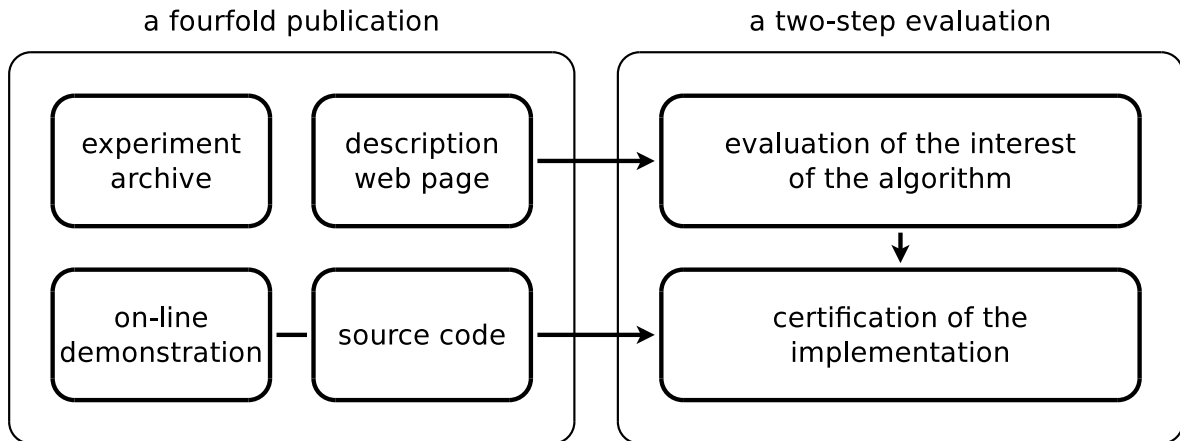 a fourfold publication
a two-step evaluation
experiment
archive
description
web page
evaluation of the interest
of the algorithm
on-line
demonstration
source code
certification of the
implementation